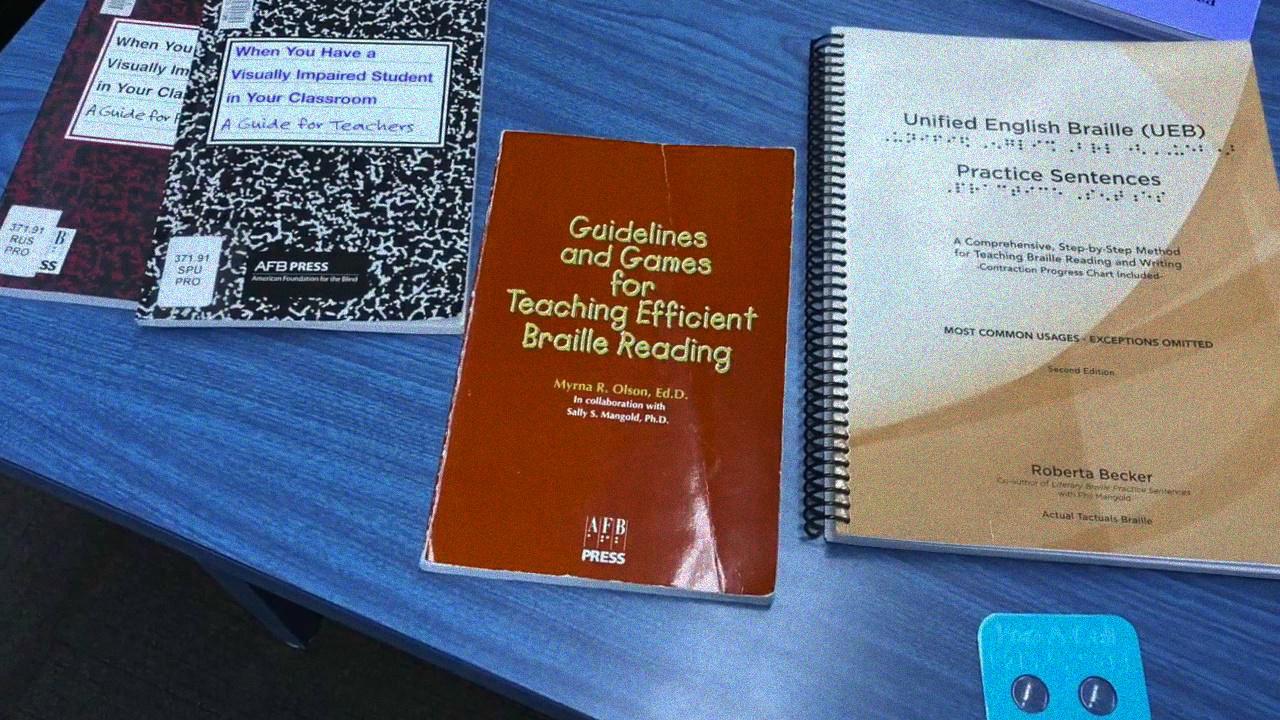 When You
Visually Im
in Your Cla
A Guide for
371.91
RUS
PRO
B
SS
When You Have a
Visually Impaired Student
in Your Classroom
A Guide for Teachers
371.91
SPU
PRO
AFB PRESS
American Foundation for the Blind
Guidelines
and Games
for
Teaching Efficient
Braille Reading
Myrna R. Olson, Ed.D.
In collaboration with
Sally S. Mangold, Ph.D.
AFB
PRESS
Unified English Braille (UEB)
Practice Sentences
A Comprehensive, Step-by-Step Method
for Teaching Braille Reading and Writing
-Contraction Progress Chart Included-
MOST COMMON USAGES - EXCEPTIONS OMITTED
Second Edition
Roberta Becker
Co-author of Literary Braille Practice Sentences
with Phil Mangold
Actual Tactuals Braille